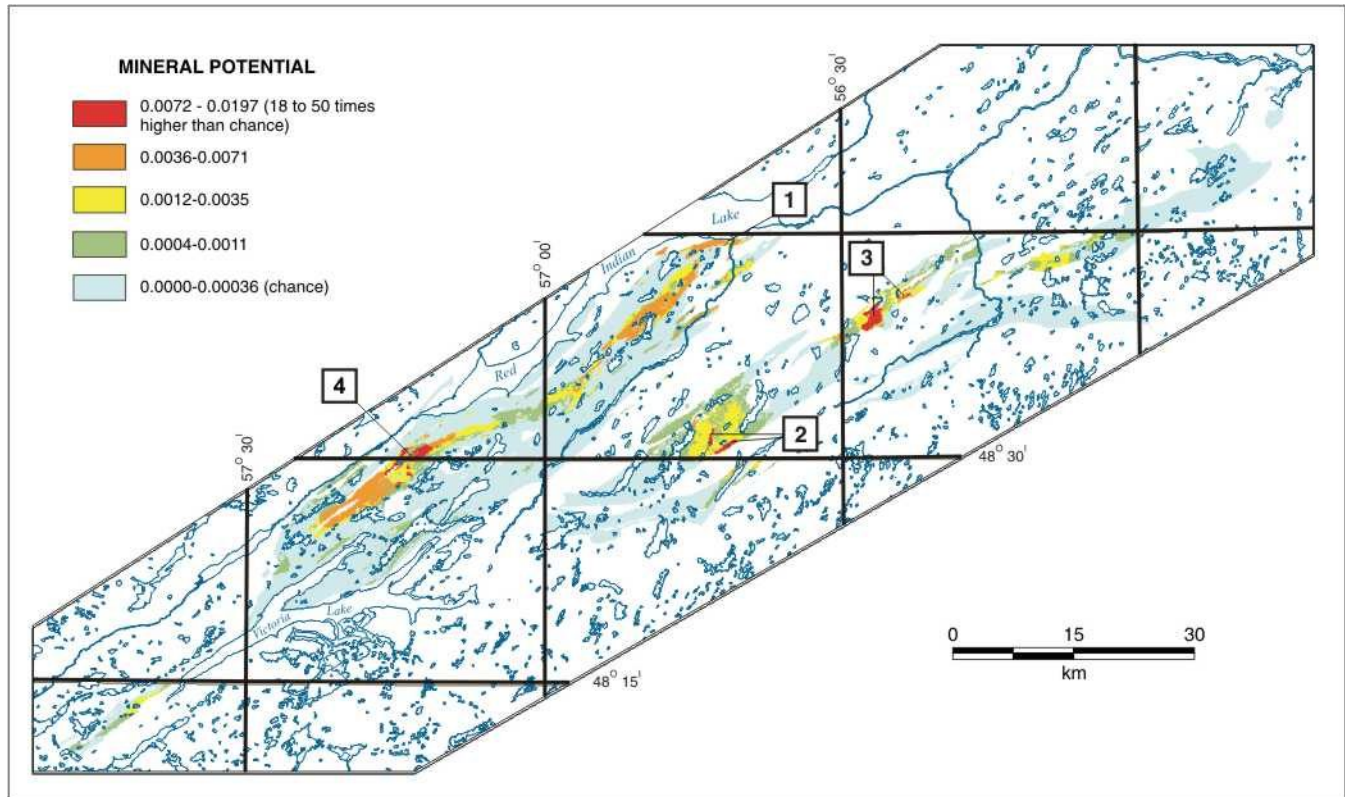 MINERAL POTENTIAL
0.0072 - 0.0197 (18 to 50 times
higher than chance)
0.0036-0.0071
0.0012-0.0035
0.0004-0.0011
0.0000-0.00036 (chance)
56° 30'
1
Lake
Indian
57° 00'
3
Red
4
57° 30'
2
48° 30'
Victoria
Lake
48° 15'
0 15 30
km